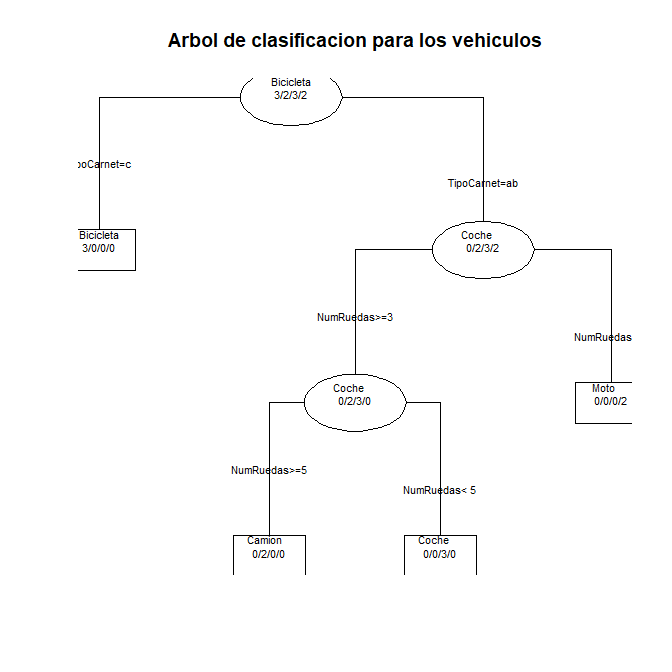 Arbol de clasificacion para los vehiculos
Bicicleta
3/2/3/2
poCarnet=c
TipoCarnet=ab
Bicicleta
3/0/0/0
Coche
0/2/3/2
NumRuedas>=3
NumRuedas
Coche
0/2/3/0
Moto
0/0/0/2
NumRuedas>=5
NumRuedas< 5
Camion
0/2/0/0
Coche
0/0/3/0